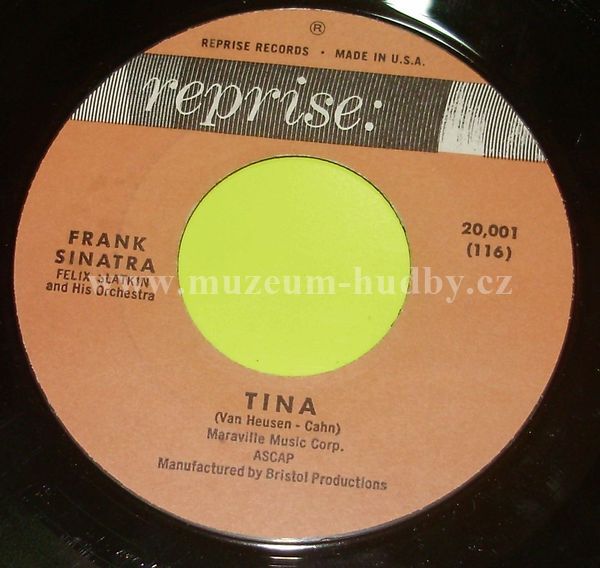 ®
REPRISE RECORDS • MADE IN U.S.A.
reprise:
FRANK
SINATRA
FELIX SLATKIN
and His Orchestra
20,001
(116)
www.muzeum-hudby.cz
TINA
(Van Heusen - Cahn)
Maraville Music Corp.
ASCAP
Manufactured by Bristol Productions